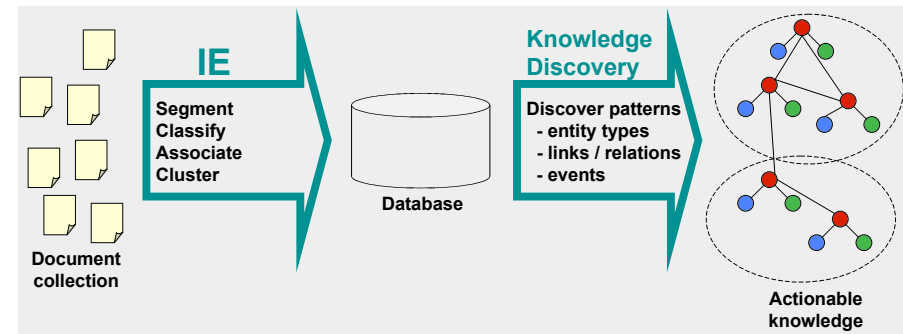 Document
collection
IE
Segment
Classify
Associate
Cluster
Database
Knowledge
Discovery
Discover patterns
- entity types
- links / relations
- events
Actionable
knowledge